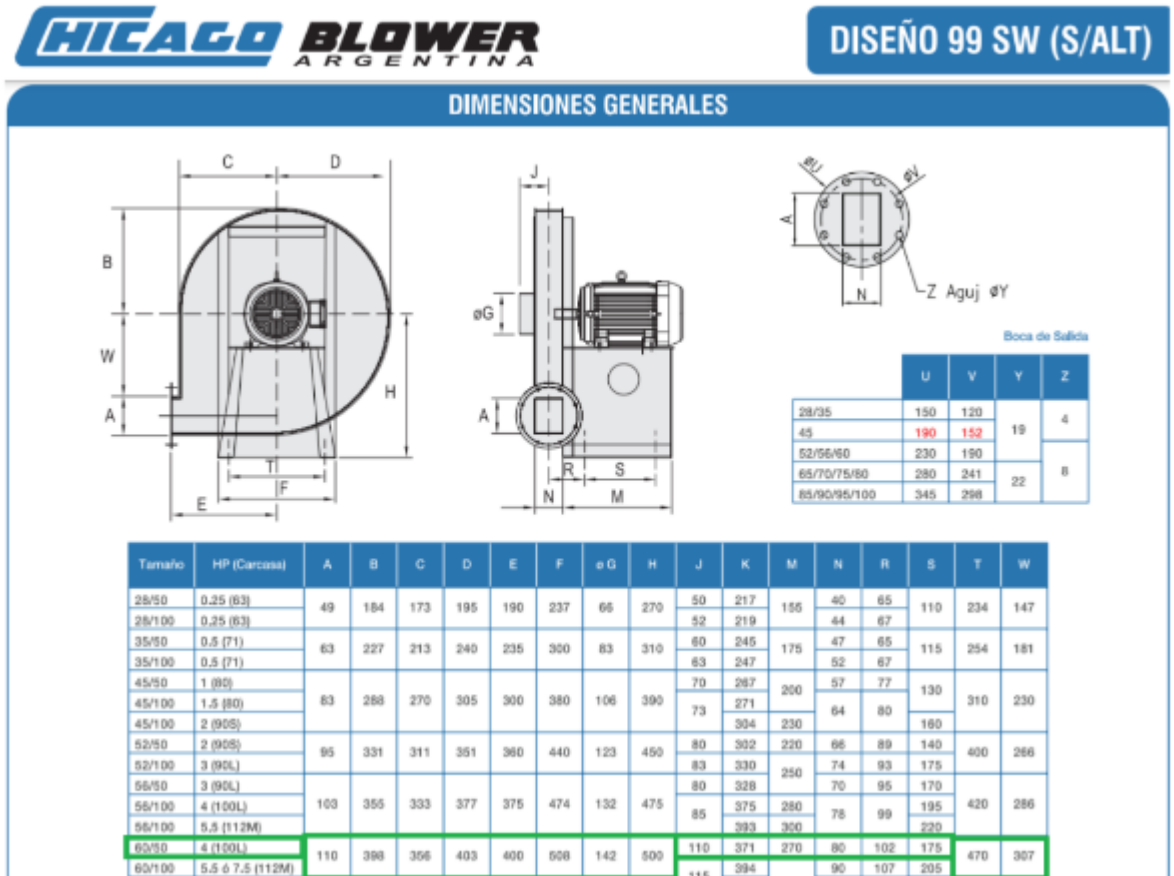 CHICAGO BLOWER
ARGENTINA
DISEÑO 99 SW (S/ALT)
DIMENSIONES GENERALES
C D
B
W
A
H
T
F
E
J
øG
A
R S
N M
øU øV
A
N
Z Aguj øY
Boca de Salida
U V Y Z
28/35 150 120 19 4
45 190 152
52/56/60 230 190 8
65/70/75/80 280 241 22
85/90/95/100 345 298
Tamaño HP (Carcasa) A B C D E F ø G H J K M N R S T W
28/50 0.25 (63) 49 184 173 195 190 237 66 270 50 217 155 40 65 110 234 147
28/100 0.25 (63) 52 219 44 67
35/50 0.5 (71) 63 227 213 240 235 300 83 310 60 245 175 47 65 115 254 181
35/100 0.5 (71) 63 247 52 67
45/50 1 (80) 83 288 270 305 300 380 106 390 70 267 200 57 77 130 310 230
45/100 1.5 (80) 73 271 64 80
45/100 2 (90S) 304 230 160
52/50 2 (90S) 95 331 311 351 360 440 123 450 80 302 220 66 89 140 400 266
52/100 3 (90L) 83 330 250 74 93 175
56/50 3 (90L) 103 355 333 377 375 474 132 475 80 328 70 95 170 420 286
56/100 4 (100L) 85 375 280 78 99 195
56/100 5,5 (112M) 393 300 220
60/50 4 (100L) 110 398 356 403 400 508 142 500 110 371 270 80 102 175 470 307
60/100 5.5 ó 7.5 (112M) 115 394 90 107 205